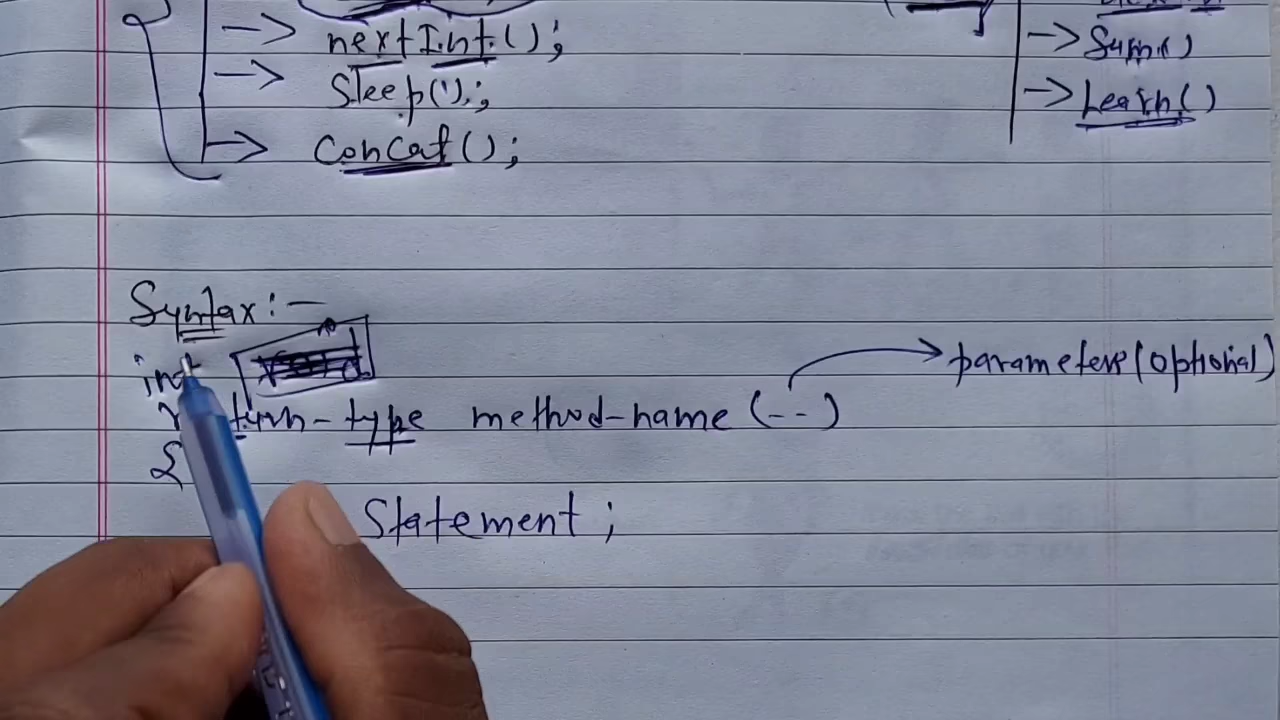 nextInt();
Sleep();
Concat();
Sum()
Learn()
Syntax:-
int
return-type method-name (--)
parameters(optional)
{
Statement;